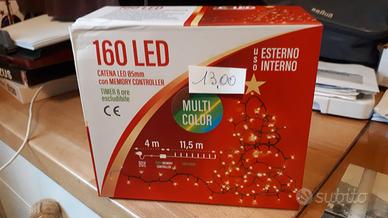 160 LED
CATENA LED Ø5mm
con MEMORY CONTROLLER
TIMER 6 ore
escludibile
CE
13,00
USO
ESTERNO
INTERNO
MULTI
COLOR
4 m
11,5 m
subito